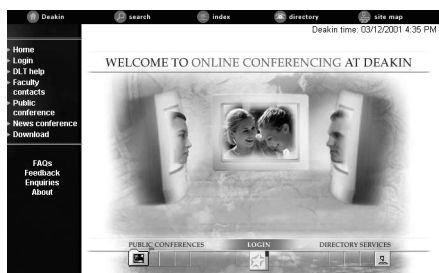 Deakin search index directory site map
Deakin time: 03/12/2001 4:35 PM
Home
Login
DLT help
Faculty
contacts
Public
conference
News conference
Download
FAQs
Feedback
Enquiries
About
WELCOME TO ONLINE CONFERENCING AT DEAKIN
PUBLIC CONFERENCES LOGIN DIRECTORY SERVICES